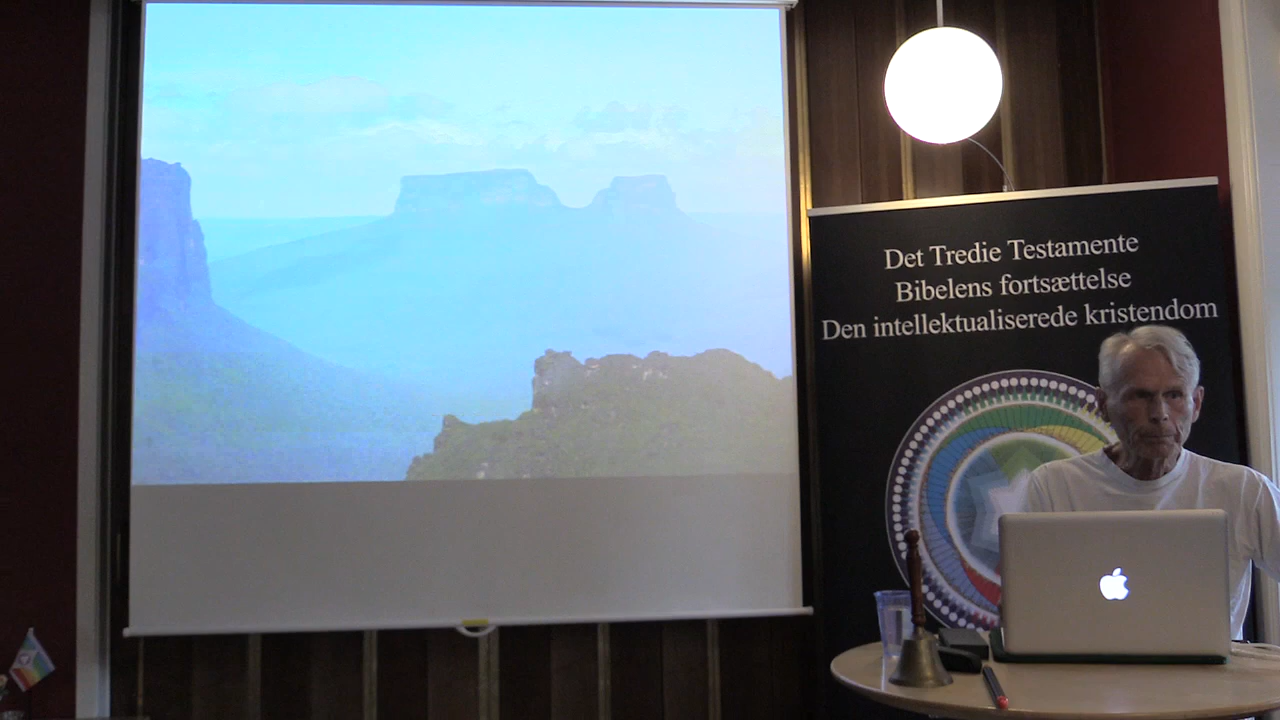 Det Tredie Testamente
Bibelens fortsættelse
Den intellektualiserede kristendom